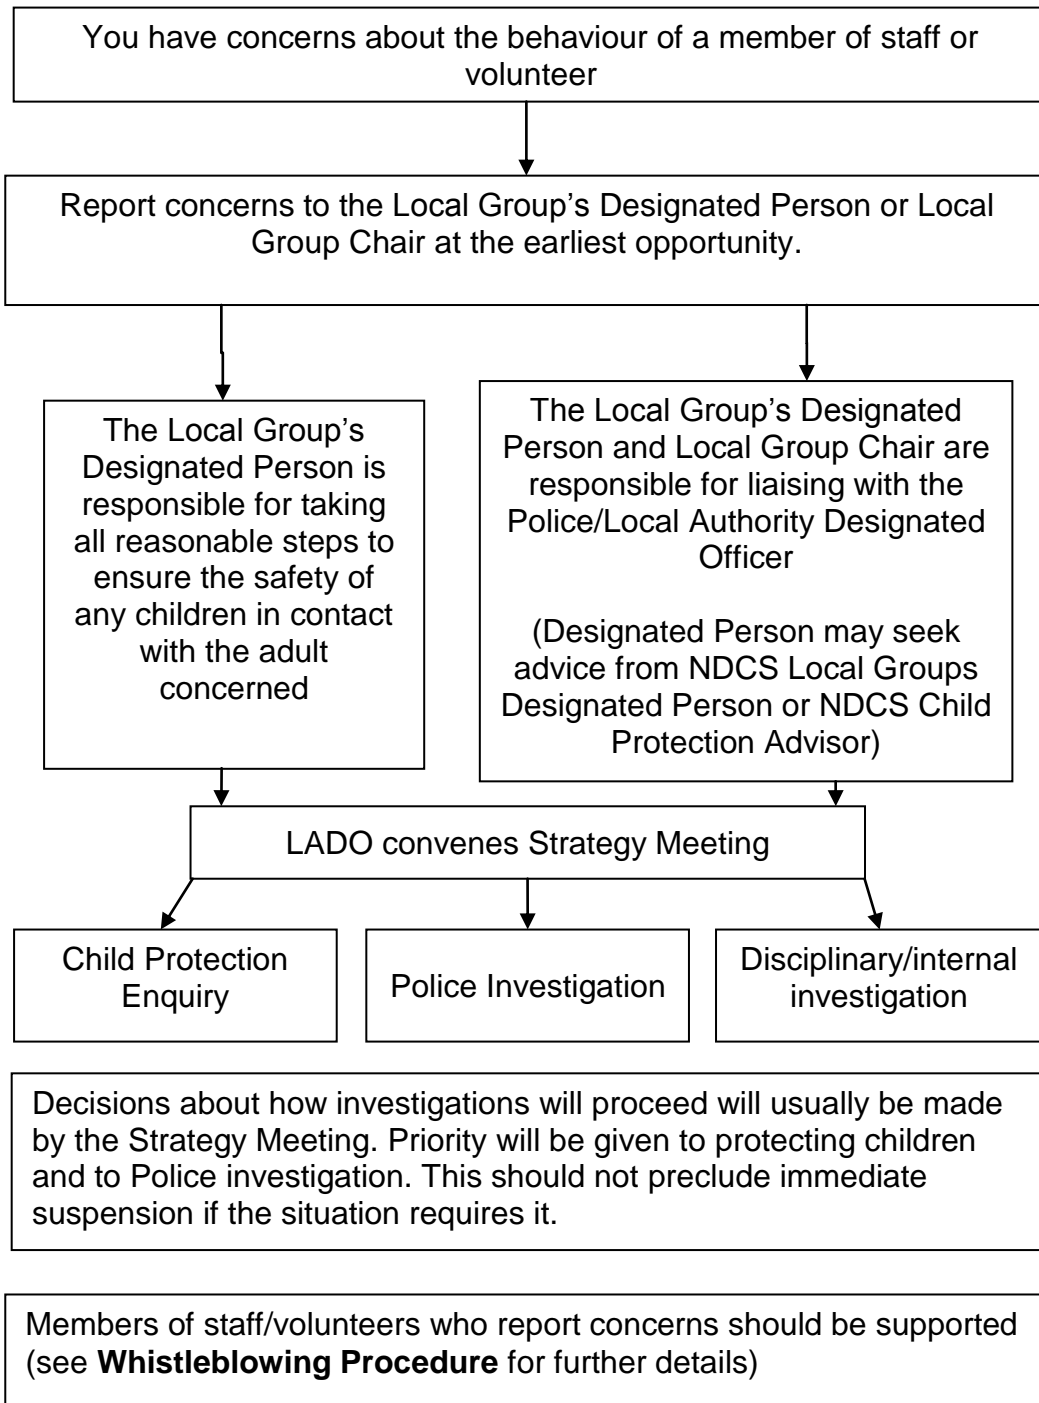 You have concerns about the behaviour of a member of staff or
volunteer
Report concerns to the Local Group’s Designated Person or Local
Group Chair at the earliest opportunity.
The Local Group’s
Designated Person is
responsible for taking
all reasonable steps to
ensure the safety of
any children in contact
with the adult
concerned
The Local Group’s Designated
Person and Local Group Chair are
responsible for liaising with the
Police/Local Authority Designated
Officer
(Designated Person may seek
advice from NDCS Local Groups
Designated Person or NDCS Child
Protection Advisor)
LADO convenes Strategy Meeting
Child Protection
Enquiry
Police Investigation
Disciplinary/internal
investigation
Decisions about how investigations will proceed will usually be made
by the Strategy Meeting. Priority will be given to protecting children
and to Police investigation. This should not preclude immediate
suspension if the situation requires it.
Members of staff/volunteers who report concerns should be supported
(see Whistleblowing Procedure for further details)